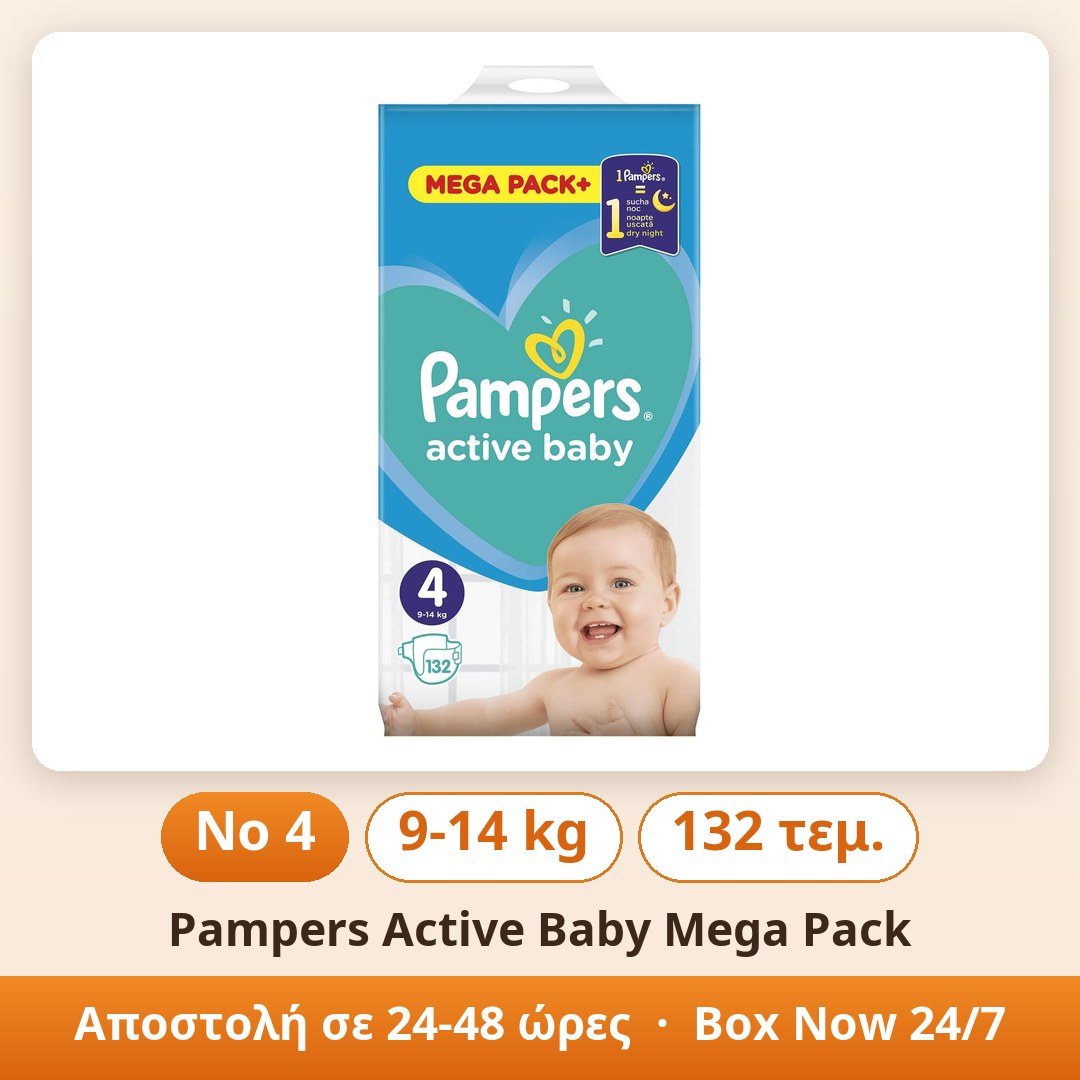 MEGA PACK+
1 Pampers®
=
1
sucha
noc
noapte
uscată
dry night
Pampers®
active baby
4
9-14 kg
132
Νο 4
9-14 kg
132 τεμ.
Pampers Active Baby Mega Pack
Αποστολή σε 24-48 ώρες · Box Now 24/7